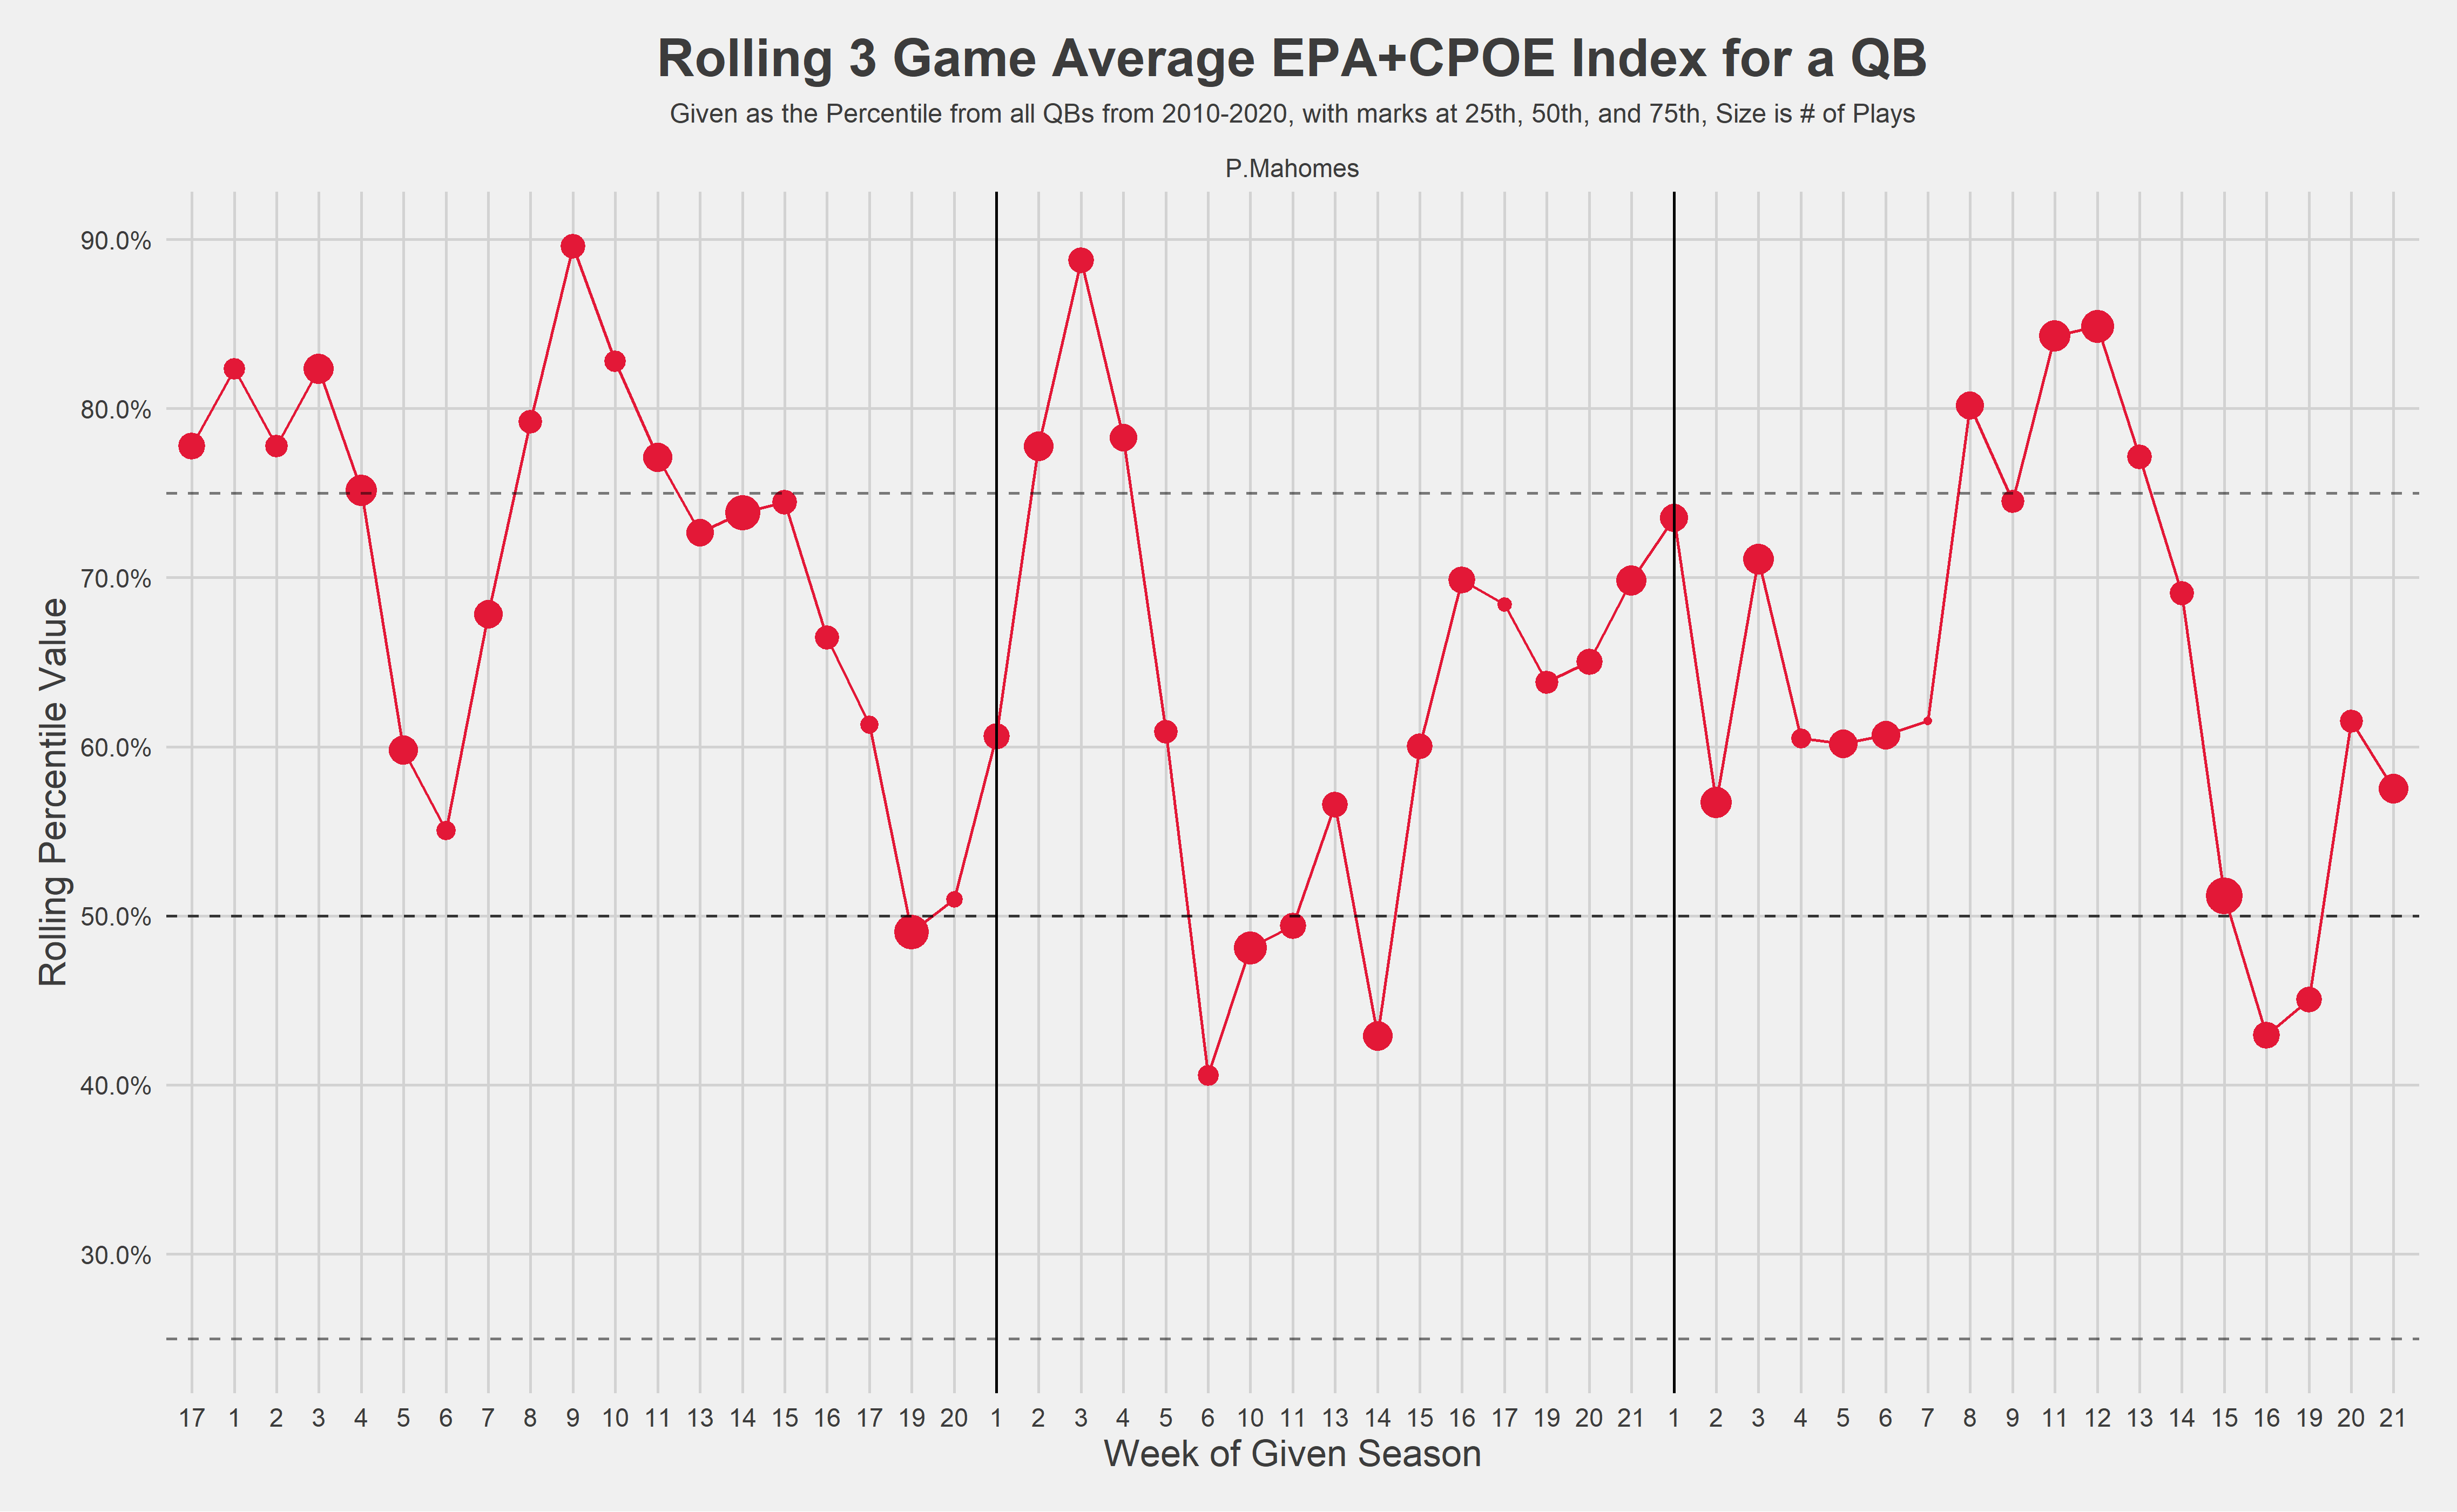 Rolling 3 Game Average EPA+CPOE Index for a QB
Given as the Percentile from all QBs from 2010-2020, with marks at 25th, 50th, and 75th, Size is # of Plays
P.Mahomes
90.0%
80.0%
70.0%
60.0%
50.0%
40.0%
30.0%
Rolling Percentile Value
17 1 2 3 4 5 6 7 8 9 10 11 13 14 15 16 17 19 20 1 2 3 4 5 6 10 11 13 14 15 16 17 19 20 21 1 2 3 4 5 6 7 8 9 11 12 13 14 15 16 19 20 21
Week of Given Season